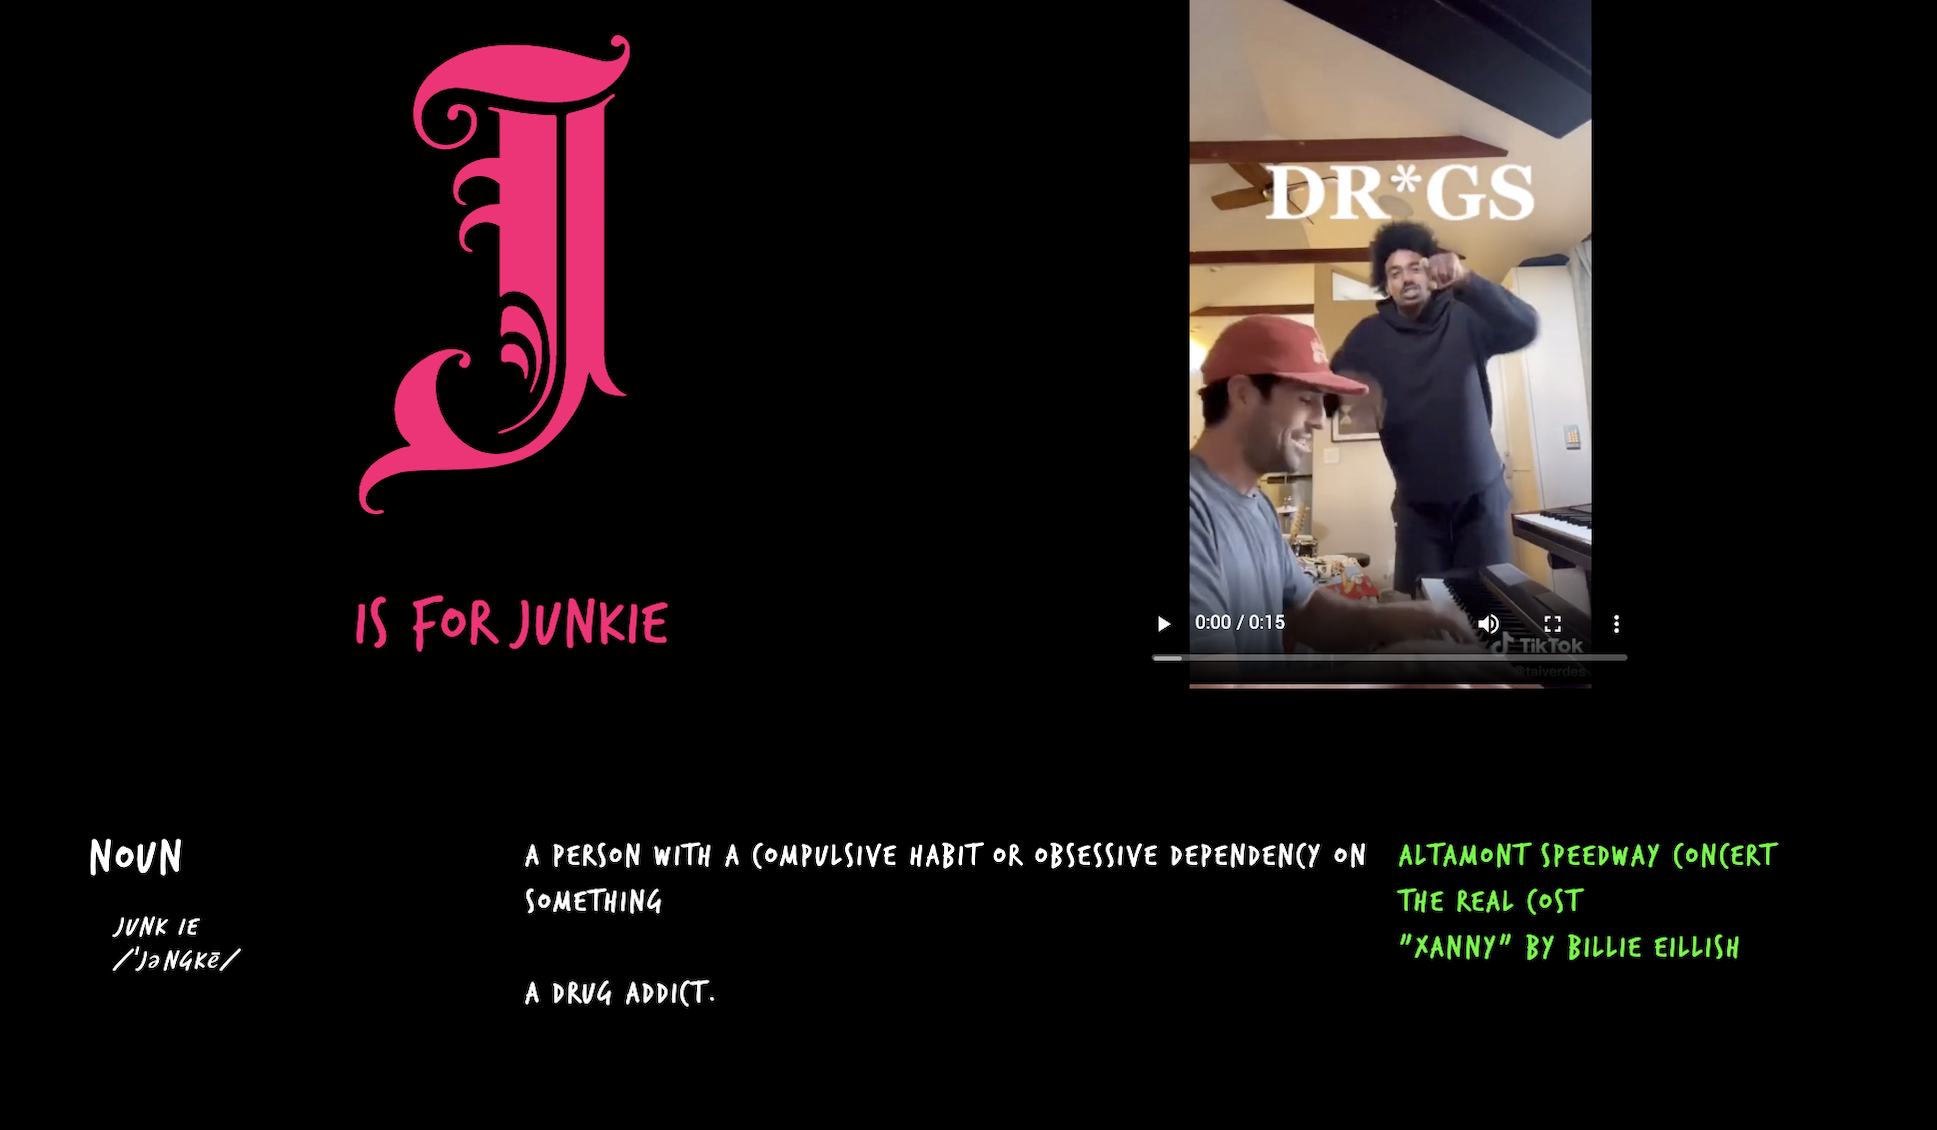 J
IS FOR JUNKIE
DR*GS
0:00 / 0:15
TikTok
@taiverdes
NOUN
JUNK IE
/ˈJəNGKē/
A PERSON WITH A COMPULSIVE HABIT OR OBSESSIVE DEPENDENCY ON
SOMETHING
A DRUG ADDICT.
ALTAMONT SPEEDWAY CONCERT
THE REAL COST
"XANNY" BY BILLIE EILLISH